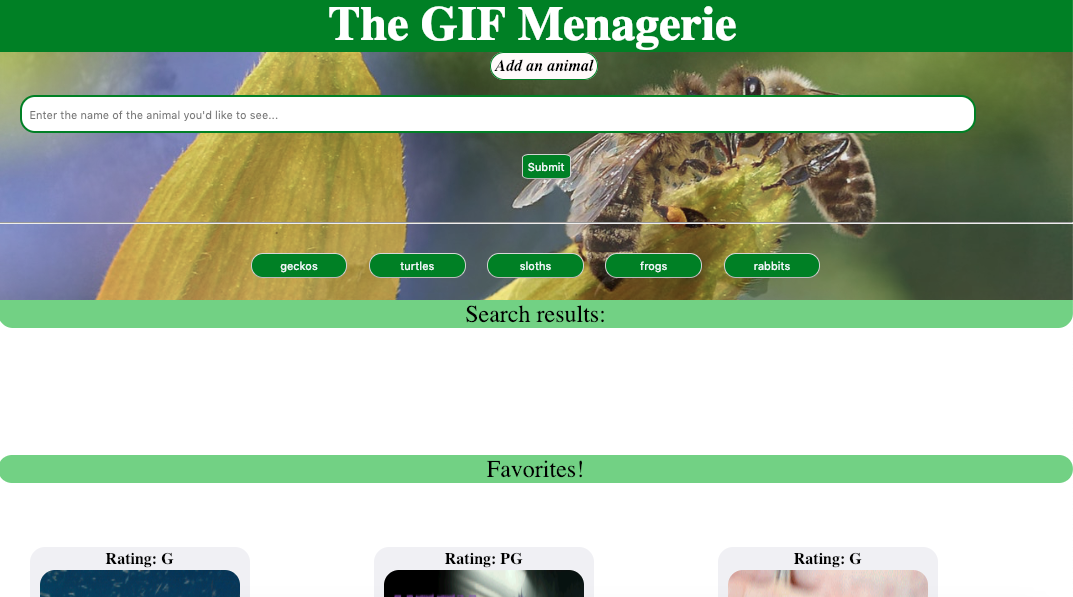 The GIF Menagerie
Add an animal
Enter the name of the animal you'd like to see...
Submit
geckos turtles sloths frogs rabbits
Search results:
Favorites!
Rating: G Rating: PG Rating: G